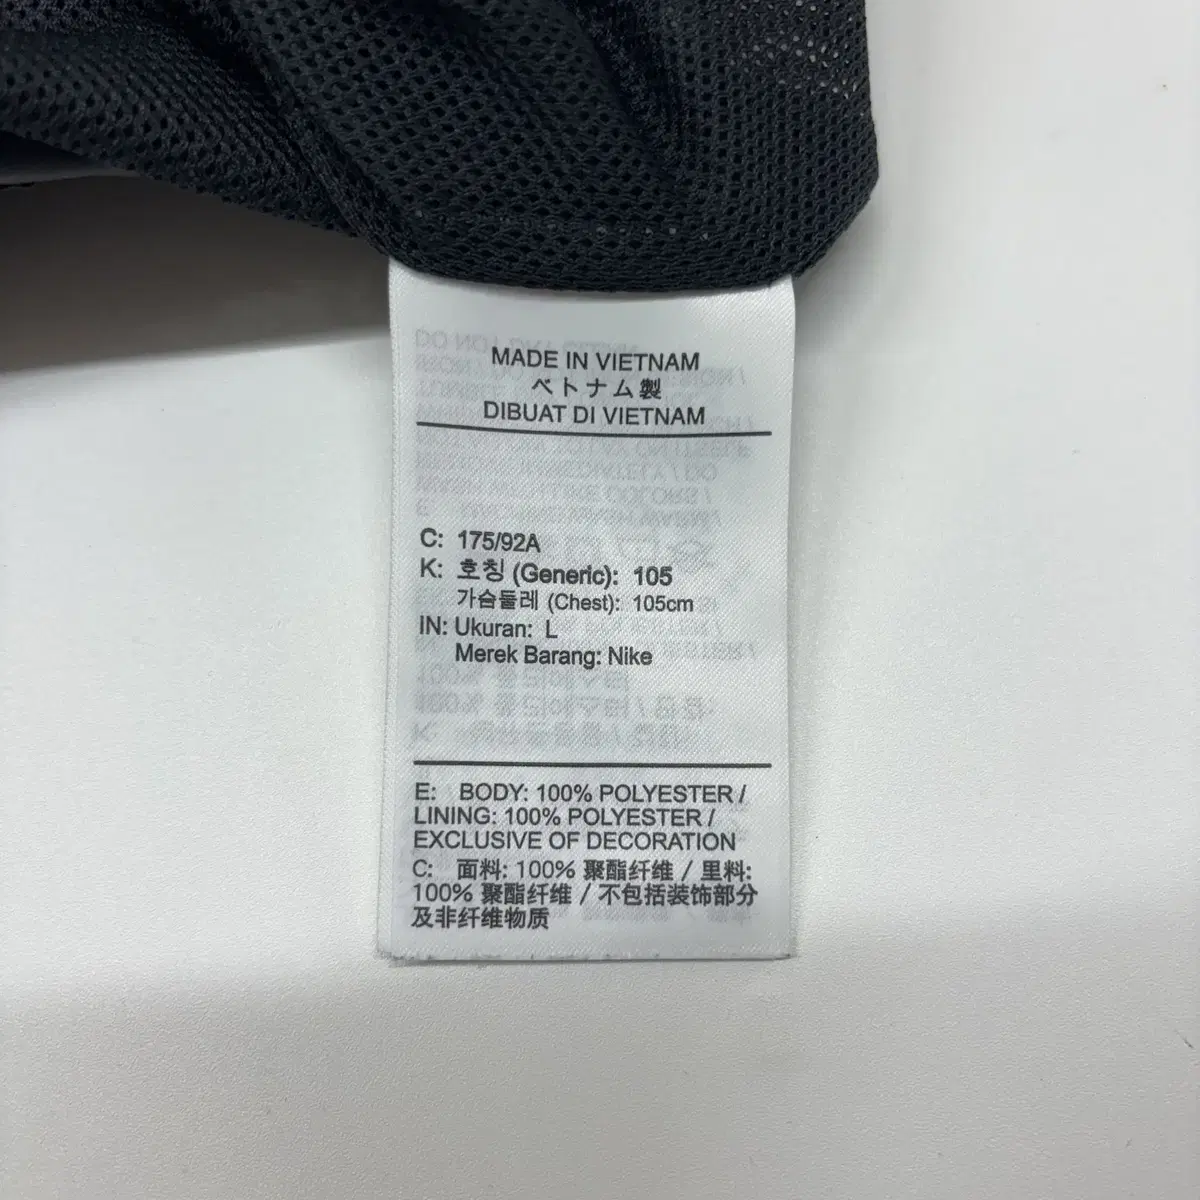 MADE IN VIETNAM
ベトナム製
DIBUAT DI VIETNAM
C: 175/92A
K: 호칭 (Generic): 105
가슴둘레 (Chest): 105cm
IN: Ukuran: L
Merek Barang: Nike
E: BODY: 100% POLYESTER /
LINING: 100% POLYESTER /
EXCLUSIVE OF DECORATION
C: 面料: 100% 聚酯纤维 / 里料:
100% 聚酯纤维 / 不包括装饰部分
及非纤维物质